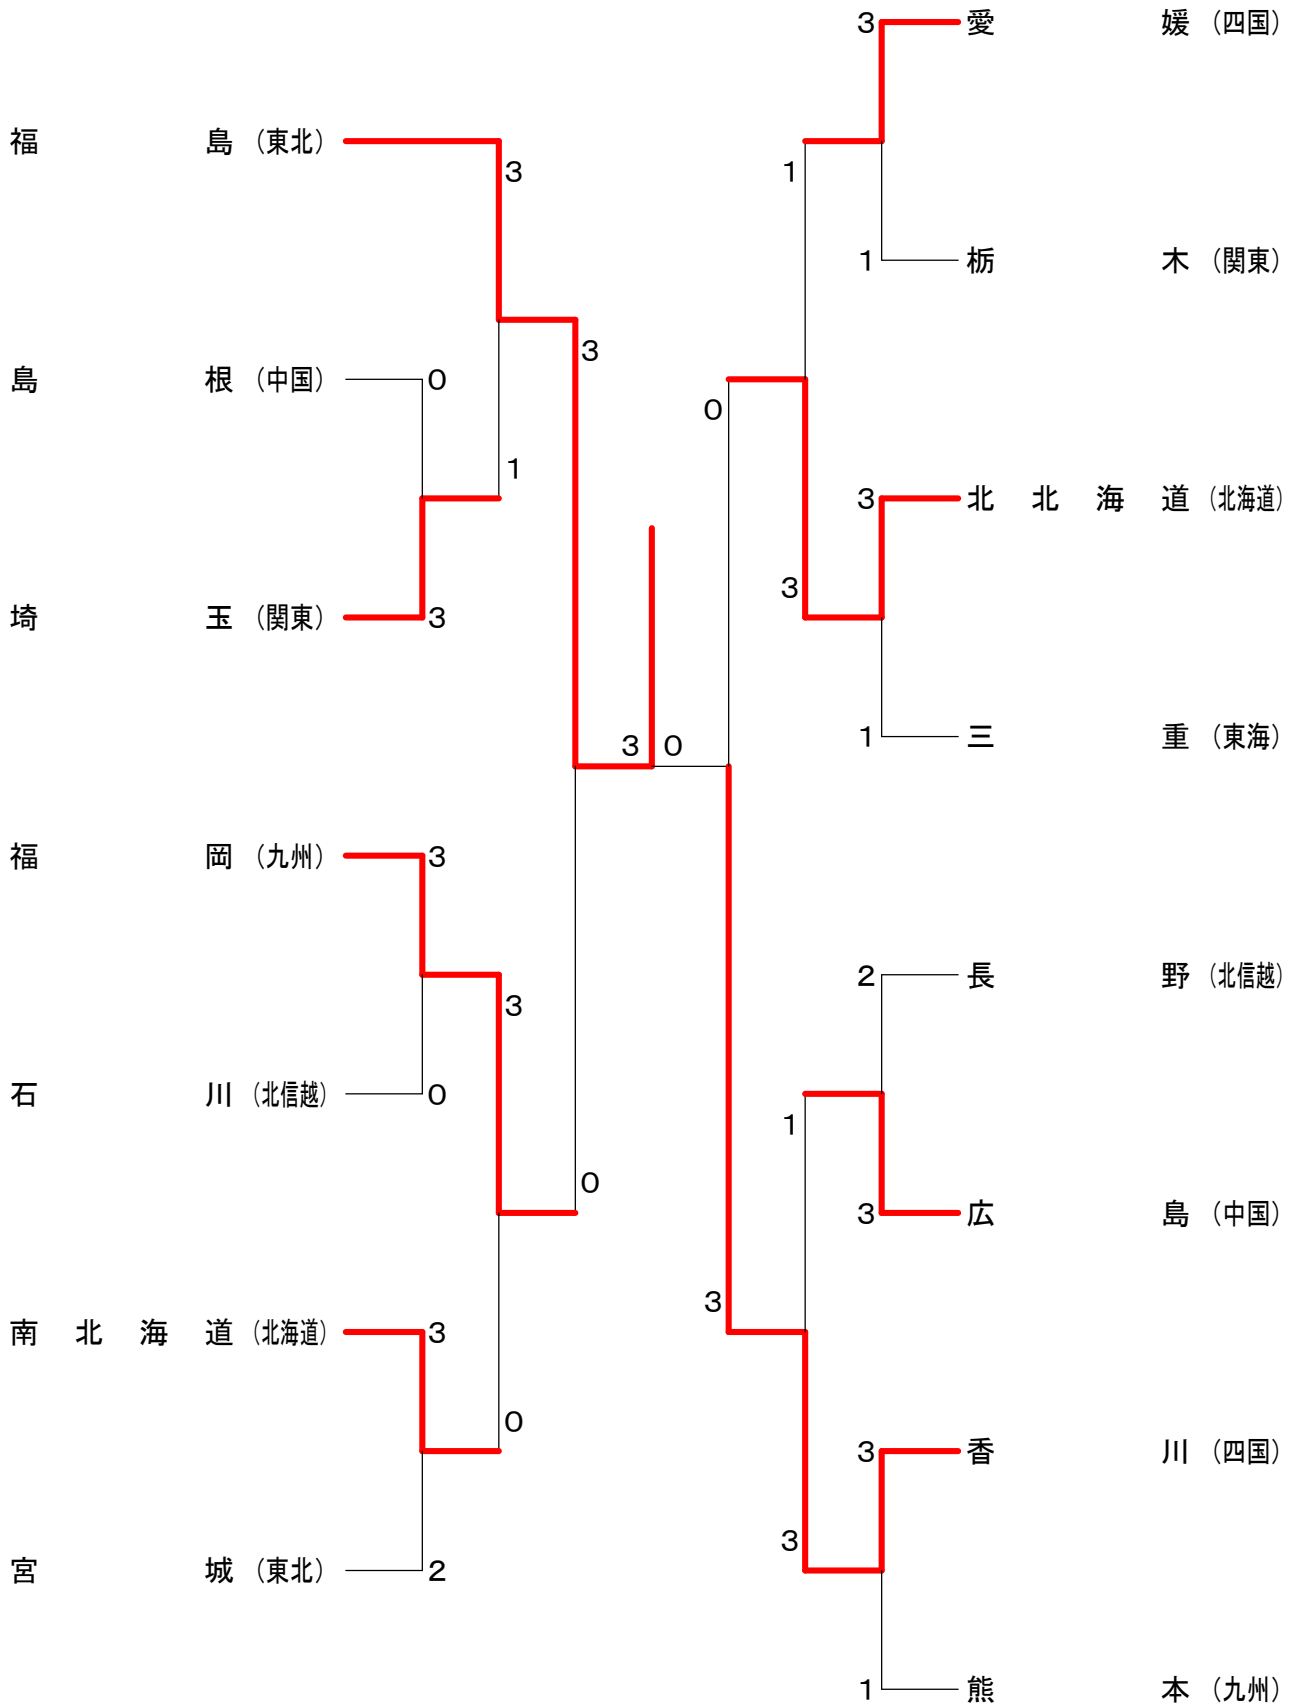 3 愛媛（四国）
福島（東北）
3
1
1 栃木（関東）
3
島根（中国） 0
0
1
3 北北海道（北海道）
3
埼玉（関東） 3
3 0
1 三重（東海）
福岡（九州） 3
2 長野（北信越）
3
石川（北信越） 0
1
0
3 広島（中国）
3
南北海道（北海道） 3
0
3 香川（四国）
3
宮城（東北） 2
1 熊本（九州）